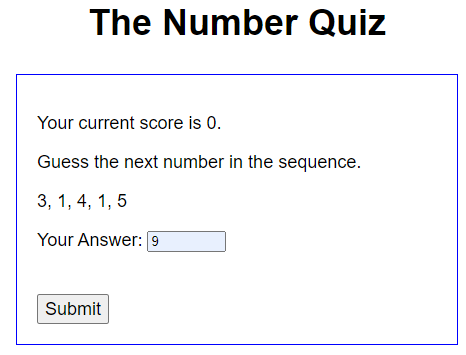 The Number Quiz
Your current score is 0.
Guess the next number in the sequence.
3, 1, 4, 1, 5
Your Answer: 9
Submit